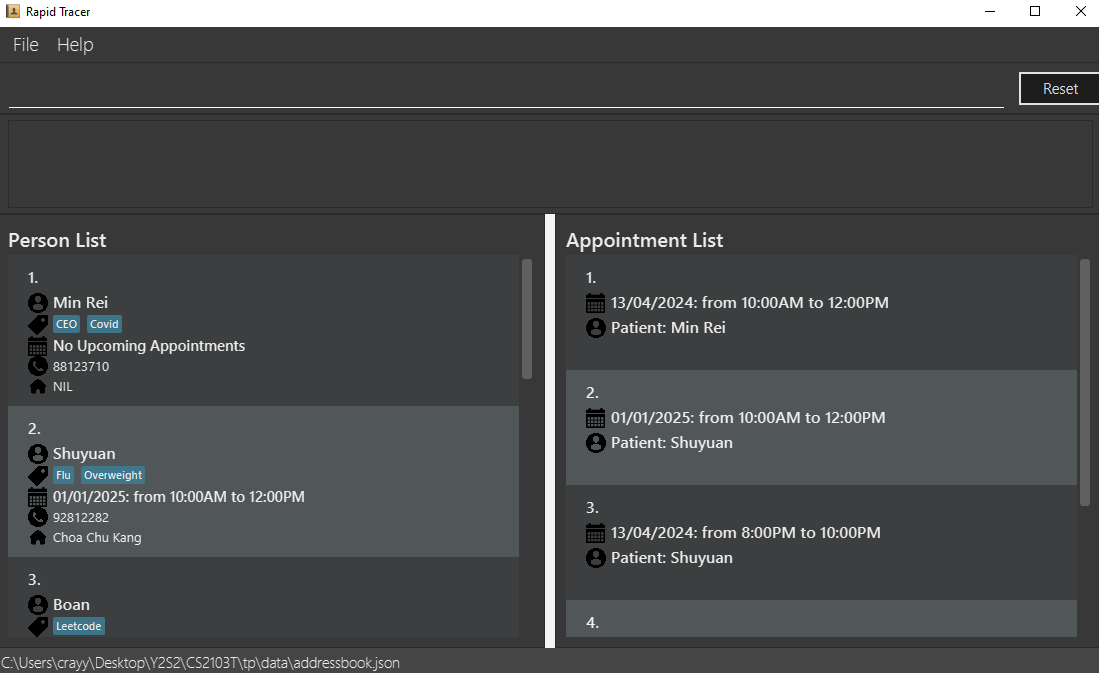 Rapid Tracer
File Help
Reset
Person List
1.
Min Rei
CEO Covid
No Upcoming Appointments
88123710
NIL
2.
Shuyuan
Flu Overweight
01/01/2025: from 10:00AM to 12:00PM
92812282
Choa Chu Kang
3.
Boan
Leetcode
Appointment List
1.
13/04/2024: from 10:00AM to 12:00PM
Patient: Min Rei
2.
01/01/2025: from 10:00AM to 12:00PM
Patient: Shuyuan
3.
13/04/2024: from 8:00PM to 10:00PM
Patient: Shuyuan
4.
C:\Users\crayy\Desktop\Y2S2\CS2103T\tp\data\addressbook.json